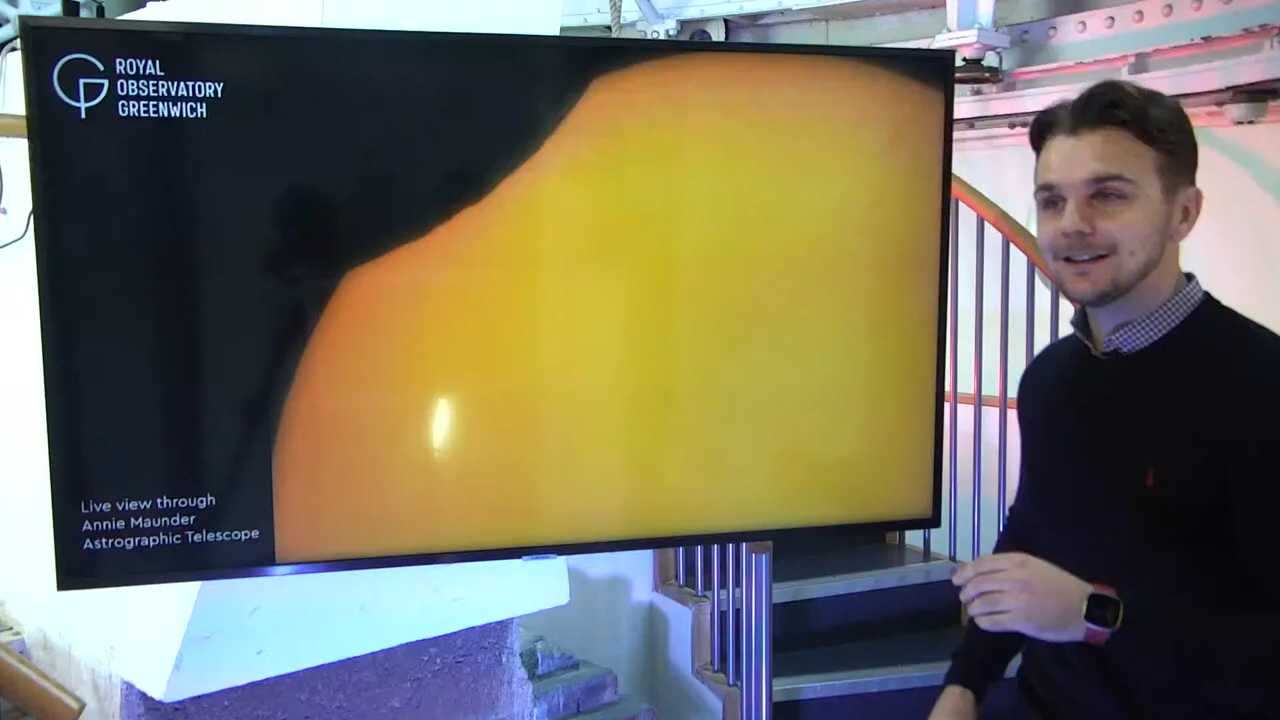 ROYAL
OBSERVATORY
GREENWICH
Live view through
Annie Maunder
Astrographic Telescope